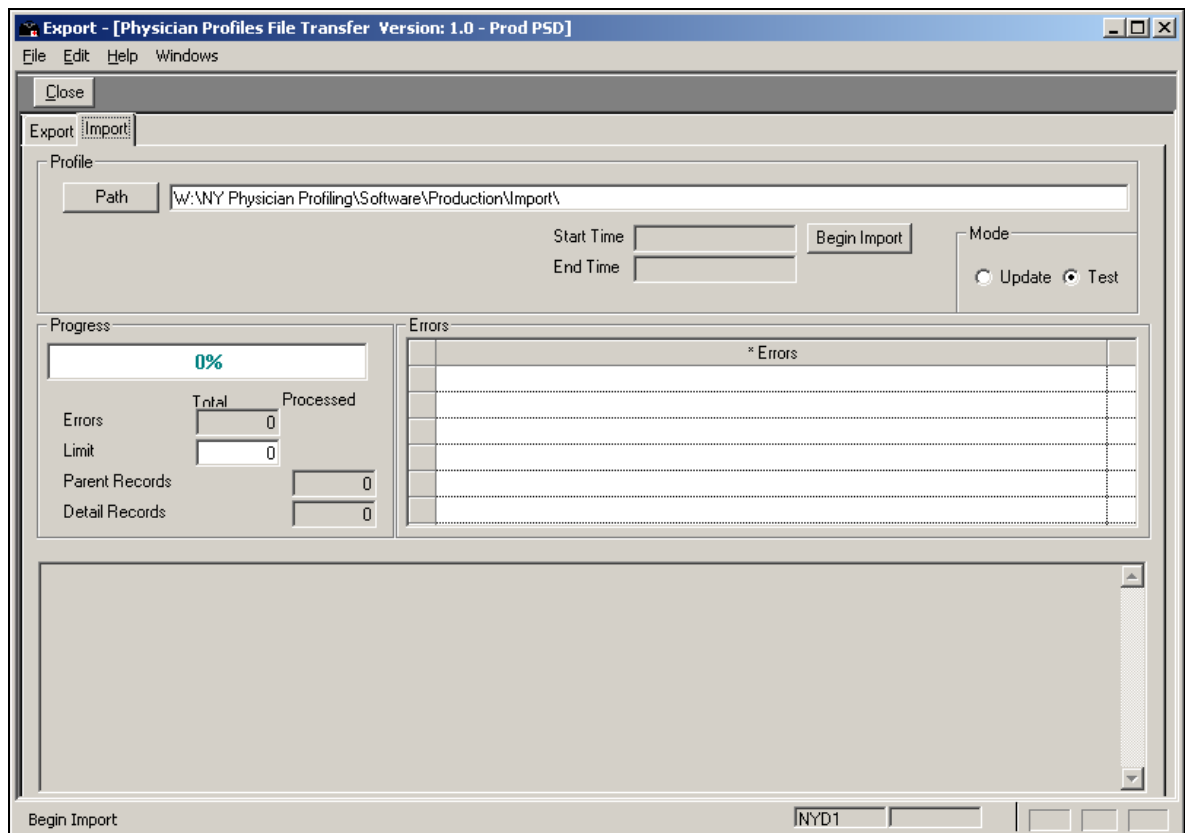 Export - [Physician Profiles File Transfer Version: 1.0 - Prod PSD]
File Edit Help Windows
Close
Export Import
Profile
Path W:\NY Physician Profiling\Software\Production\Import\
Start Time Begin Import Mode
End Time Update Test
Progress Errors
0% * Errors
Total Processed
Errors 0
Limit 0
Parent Records 0
Detail Records 0
Begin Import NYD1